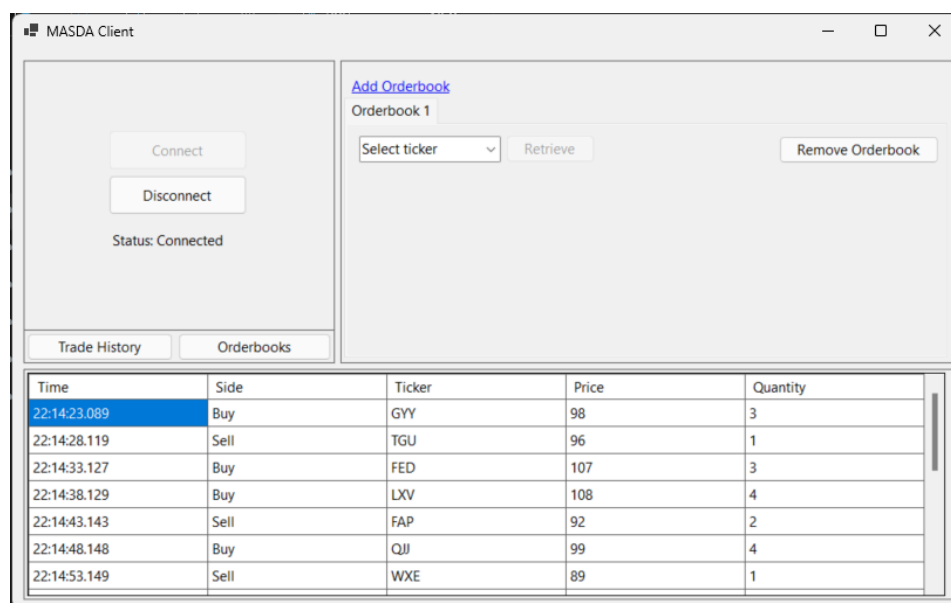 MASDA Client
Connect
Disconnect
Status: Connected
Trade History Orderbooks
Add Orderbook
Orderbook 1
Select ticker Retrieve Remove Orderbook
Time Side Ticker Price Quantity
22:14:23.089 Buy GYY 98 3
22:14:28.119 Sell TGU 96 1
22:14:33.127 Buy FED 107 3
22:14:38.129 Buy LXV 108 4
22:14:43.143 Sell FAP 92 2
22:14:48.148 Buy QJJ 99 4
22:14:53.149 Sell WXE 89 1